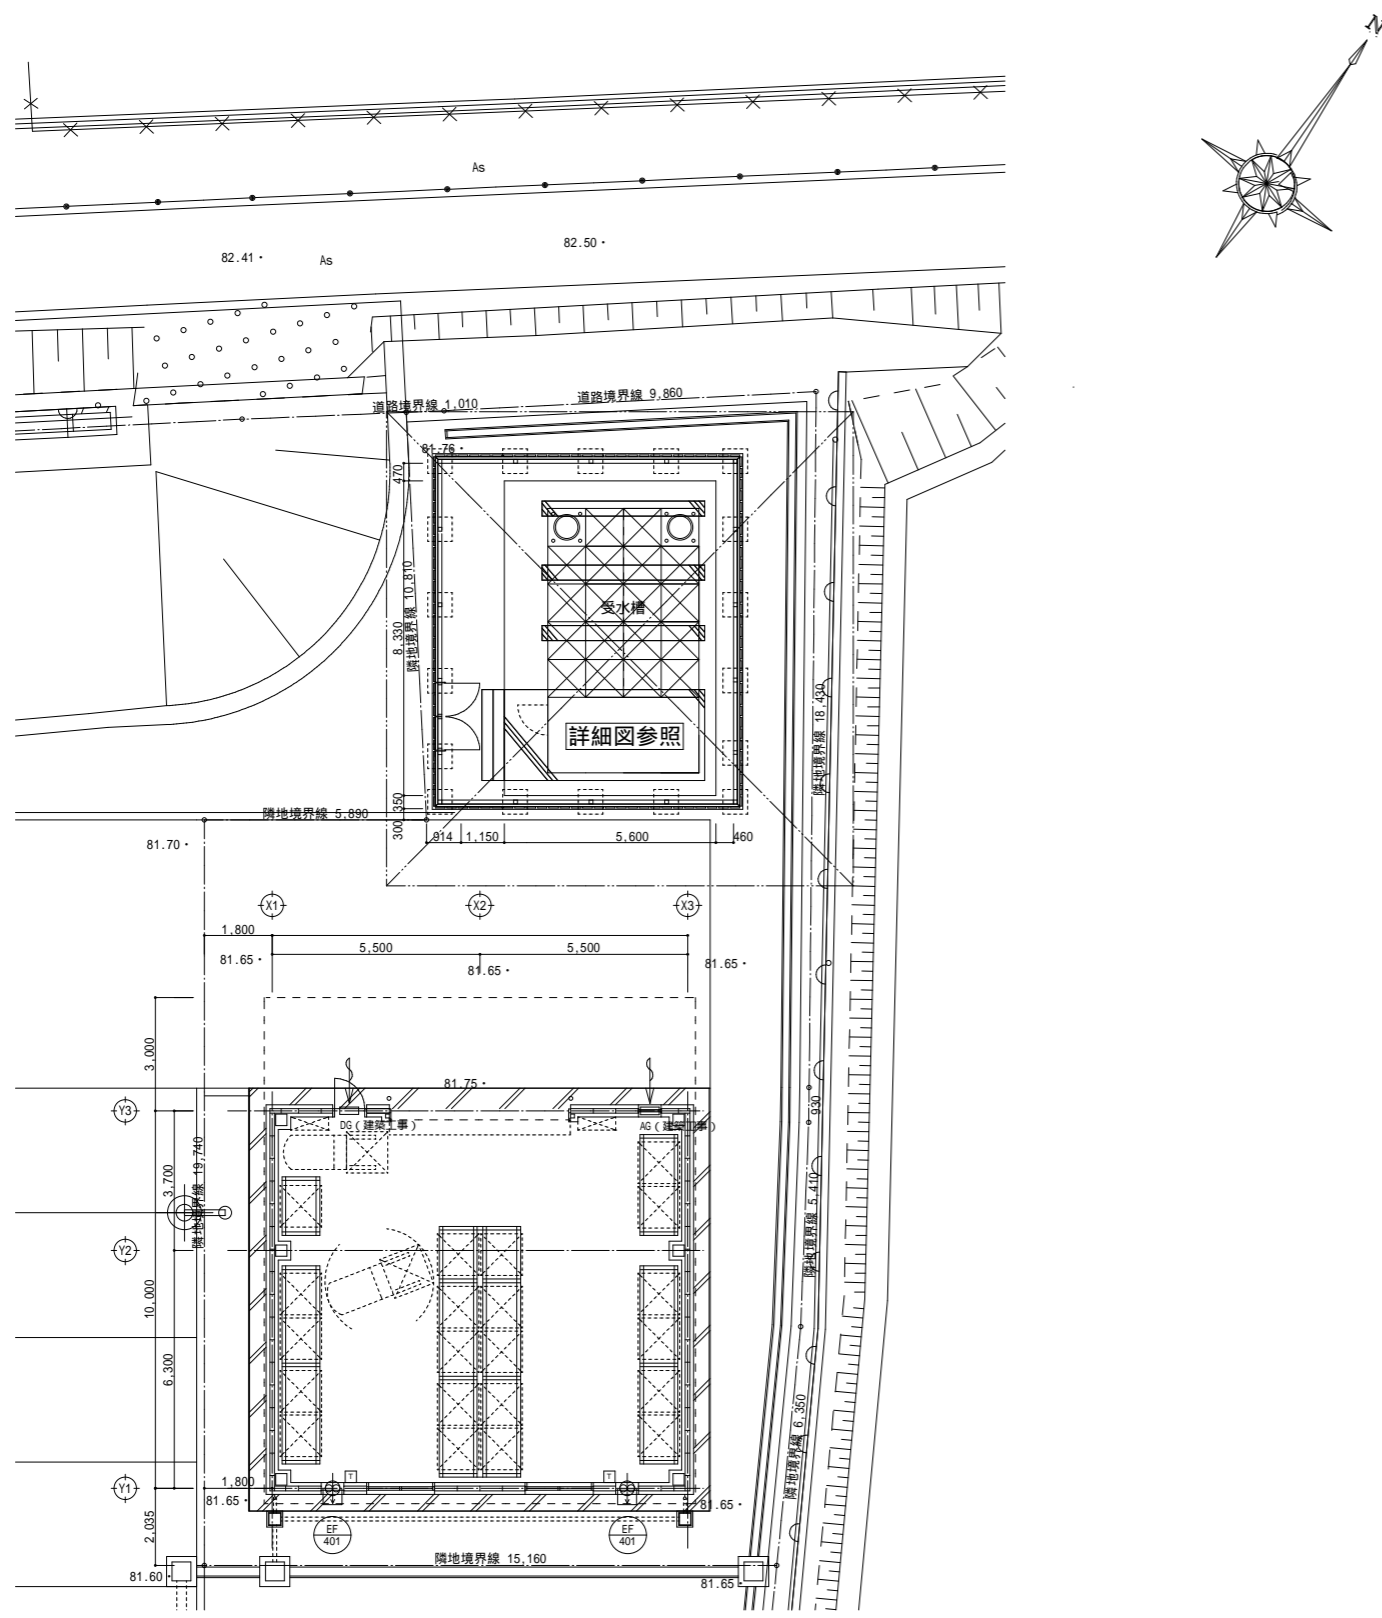 N
As
82.50
82.41
As
道路境界線 9,860
道路境界線 1,010
81.76
470
隣地境界線 10,810
8,330
受水槽
隣地境界線 18,430
詳細図参照
350
300
隣地境界線 5,890
914
1,150
5,600
460
81.70
X1
X2
X3
1,800
5,500
5,500
81.65
81.65
81.65
3,000
81.75
Y3
DG(建築工事)
AG(建築工事)
930
3,700
隣地境界線 19,740
隣地境界線 5,410
Y2
10,000
6,300
隣地境界線 6,350
1,800
T
T
Y1
81.65
81.65
2,035
EF
401
EF
401
隣地境界線 15,160
81.60
81.65